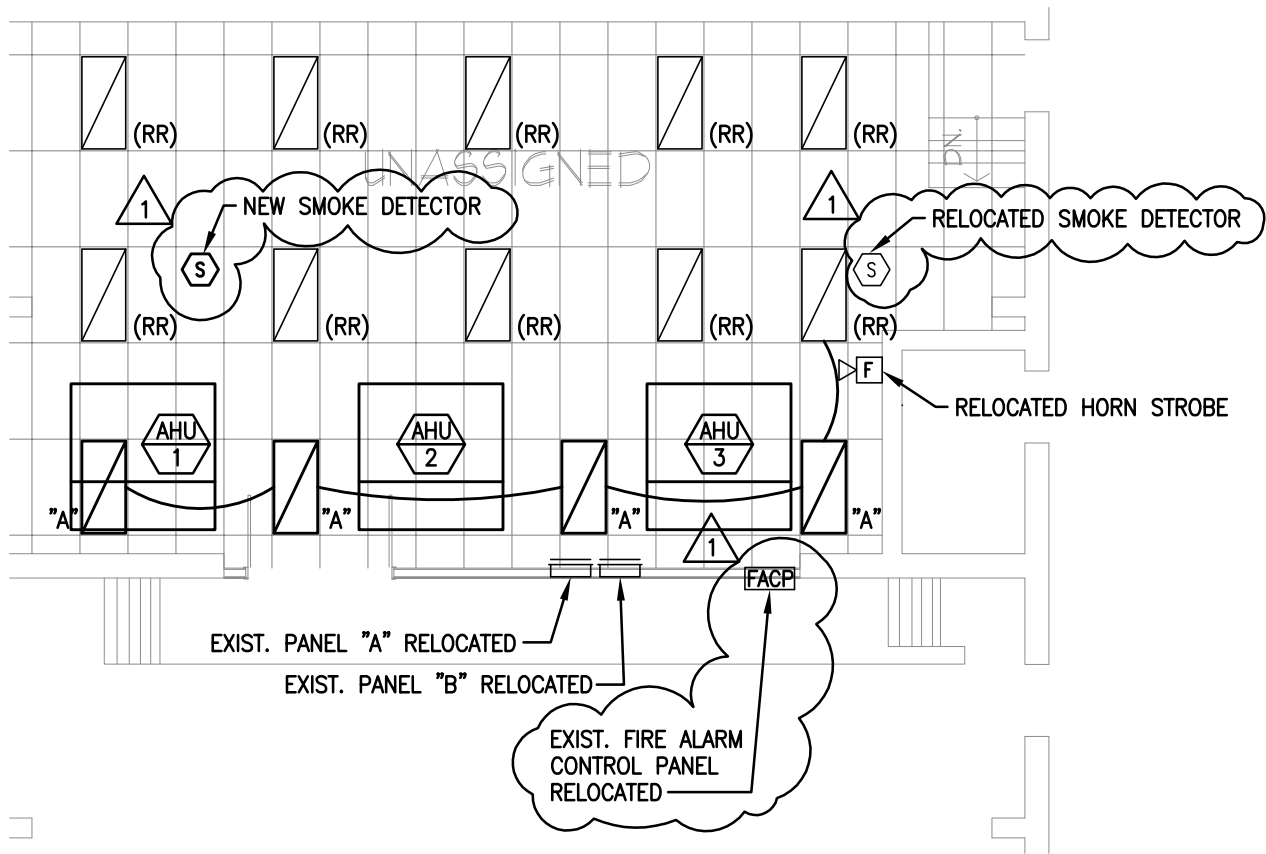 (RR) (RR) (RR) (RR) (RR)
UNASSIGNED
DN.
1
NEW SMOKE DETECTOR
1
RELOCATED SMOKE DETECTOR
S
S
(RR) (RR) (RR) (RR) (RR)
F
RELOCATED HORN STROBE
AHU
1
AHU
2
AHU
3
"A" "A" "A" "A"
1
FACP
EXIST. PANEL "A" RELOCATED
EXIST. PANEL "B" RELOCATED
EXIST. FIRE ALARM
CONTROL PANEL
RELOCATED